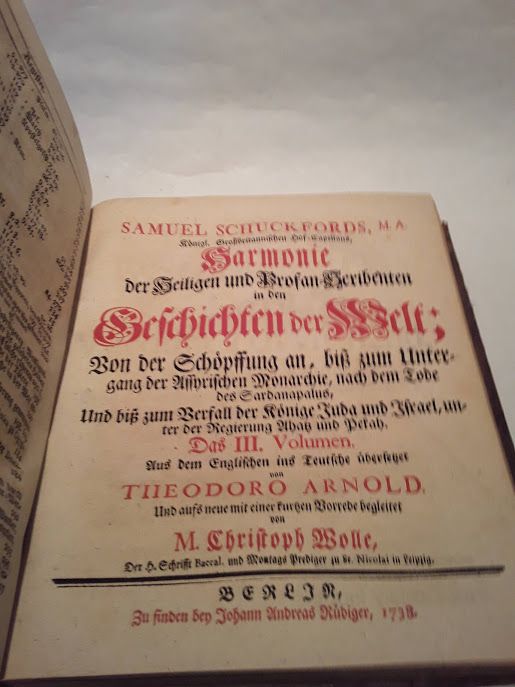 SAMUEL SCHUCKFORDS, M. A.
Königl. Großbritannischen Hof-Capellans,
Harmonie
der Heiligen und Profan-Scribenten
in den
Geschichten der Welt;
Von der Schöpffung an, biß zum Unter-
gang der Assyrischen Monarchie, nach dem Tode
des Sardanapalus,
Und biß zum Verfall der Könige Juda und Israel, un-
ter der Regierung Ahas und Pekah.
Das III. Volumen.
Aus dem Englischen ins Teutsche übersetzet
von
THEODORO ARNOLD,
Und aufs neue mit einer kurtzen Vorrede begleitet
von
M. Christoph Wolle,
Der H. Schrifft Baccal. und Montags Prediger zu St. Nicolai in Leipzig.
BERLIN,
Zu finden bey Johann Andreas Rüdiger, 1738.